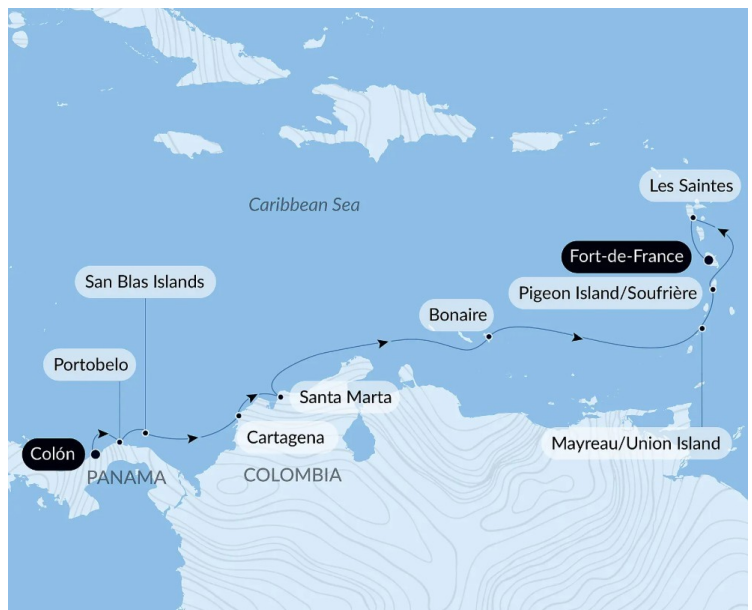 Les Saintes
Caribbean Sea
Fort-de-France
San Blas Islands
Pigeon Island/Soufrière
Bonaire
Portobelo
Santa Marta
Cartagena
Mayreau/Union Island
Colón
PANAMA
COLOMBIA